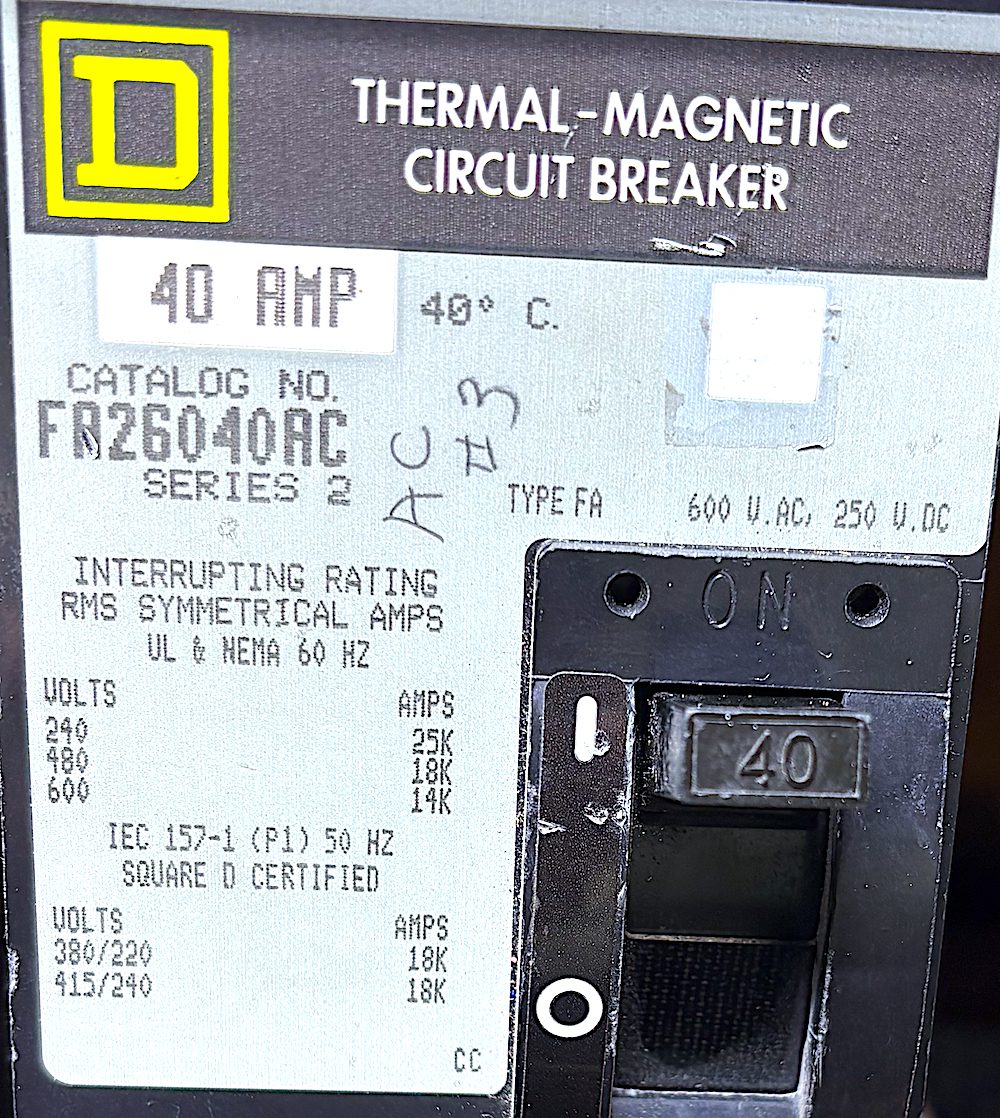 D
THERMAL-MAGNETIC
CIRCUIT BREAKER
40 AMP
40° C.
CATALOG NO.
FA26040AC
SERIES 2
AC
#3
TYPE FA
600 V.AC, 250 V.DC
INTERRUPTING RATING
RMS SYMMETRICAL AMPS
UL & NEMA 60 HZ
VOLTS AMPS
240 25K
480 18K
600 14K
IEC 157-1 (P1) 50 HZ
SQUARE D CERTIFIED
VOLTS AMPS
380/220 18K
415/240 18K
CC
ON
I
40
O